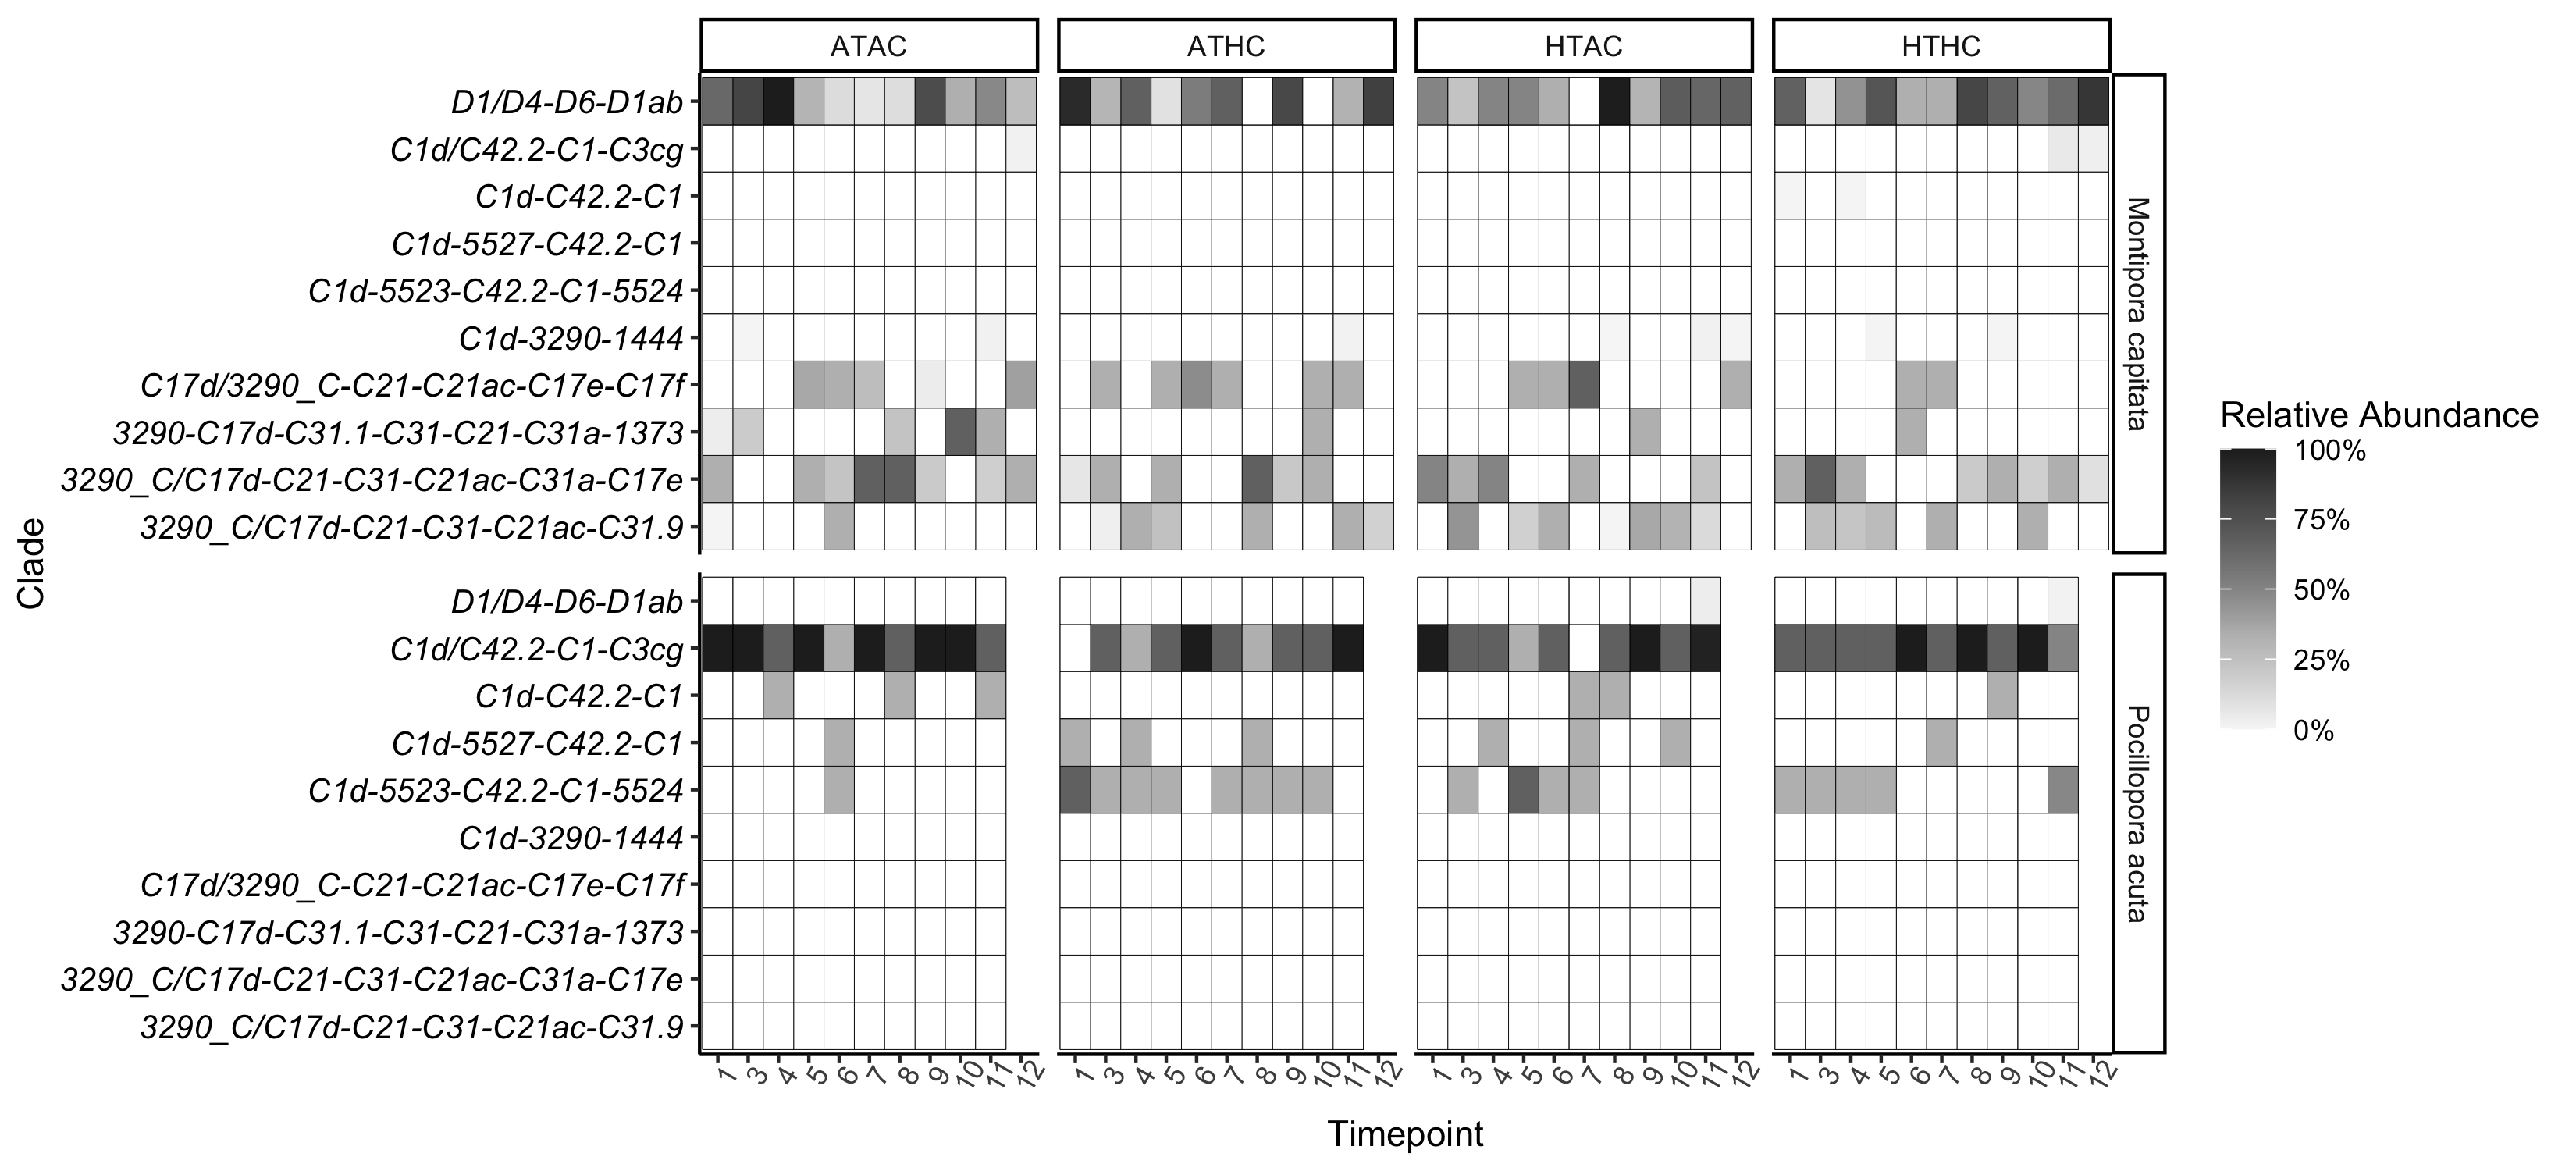 ATAC ATHC HTAC HTHC
D1/D4-D6-D1ab
C1d/C42.2-C1-C3cg
C1d-C42.2-C1
C1d-5527-C42.2-C1
C1d-5523-C42.2-C1-5524
C1d-3290-1444
C17d/3290_C-C21-C21ac-C17e-C17f
3290-C17d-C31.1-C31-C21-C31a-1373
3290_C/C17d-C21-C31-C21ac-C31a-C17e
3290_C/C17d-C21-C31-C21ac-C31.9
Montipora capitata
D1/D4-D6-D1ab
C1d/C42.2-C1-C3cg
C1d-C42.2-C1
C1d-5527-C42.2-C1
C1d-5523-C42.2-C1-5524
C1d-3290-1444
C17d/3290_C-C21-C21ac-C17e-C17f
3290-C17d-C31.1-C31-C21-C31a-1373
3290_C/C17d-C21-C31-C21ac-C31a-C17e
3290_C/C17d-C21-C31-C21ac-C31.9
Pocillopora acuta
Clade
1 3 4 5 6 7 8 9 10 11 12 1 3 4 5 6 7 8 9 10 11 12 1 3 4 5 6 7 8 9 10 11 12 1 3 4 5 6 7 8 9 10 11 12
Timepoint
Relative Abundance
100%
75%
50%
25%
0%